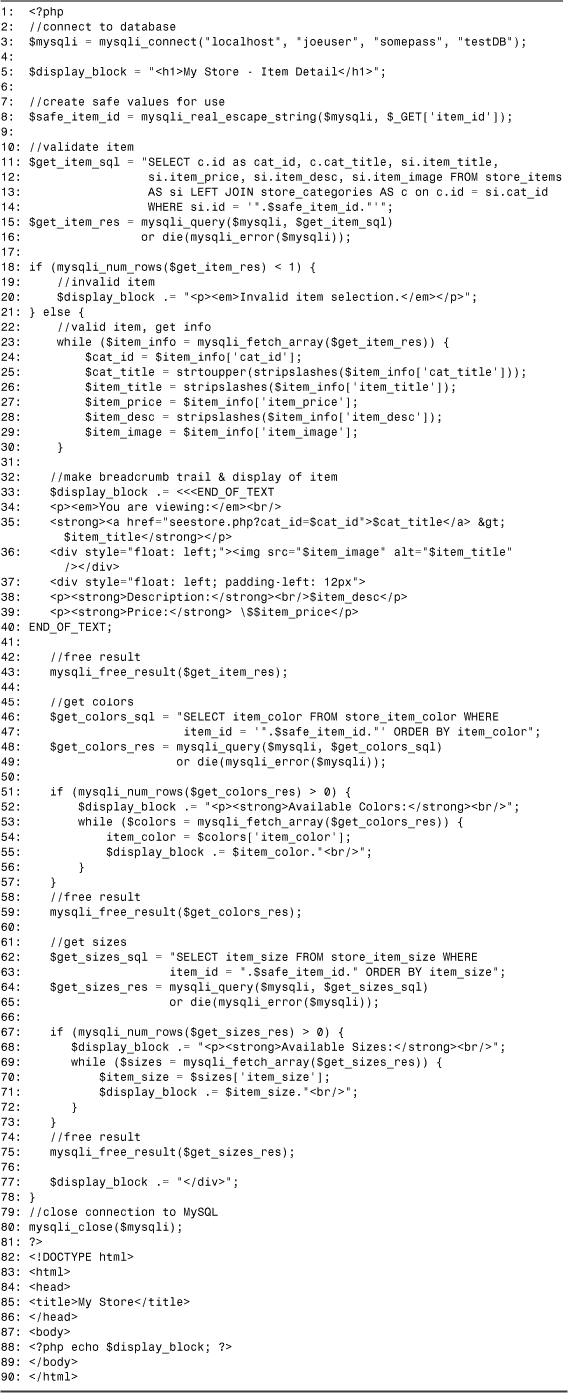 1: <?php
2: //connect to database
3: $mysqli = mysqli_connect("localhost", "joeuser", "somepass", "testDB");
4:
5: $display_block = "<h1>My Store - Item Detail</h1>";
6:
7: //create safe values for use
8: $safe_item_id = mysqli_real_escape_string($mysqli, $_GET['item_id']);
9:
10: //validate item
11: $get_item_sql = "SELECT c.id as cat_id, c.cat_title, si.item_title,
12:                  si.item_price, si.item_desc, si.item_image FROM store_items
13:                  AS si LEFT JOIN store_categories AS c on c.id = si.cat_id
14:                  WHERE si.id = '".$safe_item_id."'";
15: $get_item_res = mysqli_query($mysqli, $get_item_sql)
16:                 or die(mysqli_error($mysqli));
17:
18: if (mysqli_num_rows($get_item_res) < 1) {
19:     //invalid item
20:     $display_block .= "<p><em>Invalid item selection.</em></p>";
21: } else {
22:     //valid item, get info
23:     while ($item_info = mysqli_fetch_array($get_item_res)) {
24:         $cat_id = $item_info['cat_id'];
25:         $cat_title = strtoupper(stripslashes($item_info['cat_title']));
26:         $item_title = stripslashes($item_info['item_title']);
27:         $item_price = $item_info['item_price'];
28:         $item_desc = stripslashes($item_info['item_desc']);
29:         $item_image = $item_info['item_image'];
30:     }
31:
32:    //make breadcrumb trail & display of item
33:    $display_block .= <<<END_OF_TEXT
34:    <p><em>You are viewing:</em><br/>
35:    <strong><a href="seestore.php?cat_id=$cat_id">$cat_title</a> &gt;
         $item_title</strong></p>
36:    <div style="float: left;"><img src="$item_image" alt="$item_title"
         /></div>
37:    <div style="float: left; padding-left: 12px">
38:    <p><strong>Description:</strong><br/>$item_desc</p>
39:    <p><strong>Price:</strong> \$$item_price</p>
40: END_OF_TEXT;
41:
42:    //free result
43:    mysqli_free_result($get_item_res);
44:
45:    //get colors
46:    $get_colors_sql = "SELECT item_color FROM store_item_color WHERE
47:                       item_id = '".$safe_item_id."' ORDER BY item_color";
48:    $get_colors_res = mysqli_query($mysqli, $get_colors_sql)
49:                      or die(mysqli_error($mysqli));
50:
51:    if (mysqli_num_rows($get_colors_res) > 0) {
52:        $display_block .= "<p><strong>Available Colors:</strong><br/>";
53:        while ($colors = mysqli_fetch_array($get_colors_res)) {
54:            item_color = $colors['item_color'];
55:            $display_block .= $item_color."<br/>";
56:        }
57:    }
58:    //free result
59:    mysqli_free_result($get_colors_res);
60:
61:    //get sizes
62:    $get_sizes_sql = "SELECT item_size FROM store_item_size WHERE
63:                     item_id = ".$safe_item_id." ORDER BY item_size";
64:    $get_sizes_res = mysqli_query($mysqli, $get_sizes_sql)
65:                     or die(mysqli_error($mysqli));
66:
67:    if (mysqli_num_rows($get_sizes_res) > 0) {
68:       $display_block .= "<p><strong>Available Sizes:</strong><br/>";
69:       while ($sizes = mysqli_fetch_array($get_sizes_res)) {
70:           $item_size = $sizes['item_size'];
71:           $display_block .= $item_size."<br/>";
72:       }
73:    }
74:    //free result
75:    mysqli_free_result($get_sizes_res);
76:
77:    $display_block .= "</div>";
78: }
79: //close connection to MySQL
80: mysqli_close($mysqli);
81: ?>
82: <!DOCTYPE html>
83: <html>
84: <head>
85: <title>My Store</title>
86: </head>
87: <body>
88: <?php echo $display_block; ?>
89: </body>
90: </html>